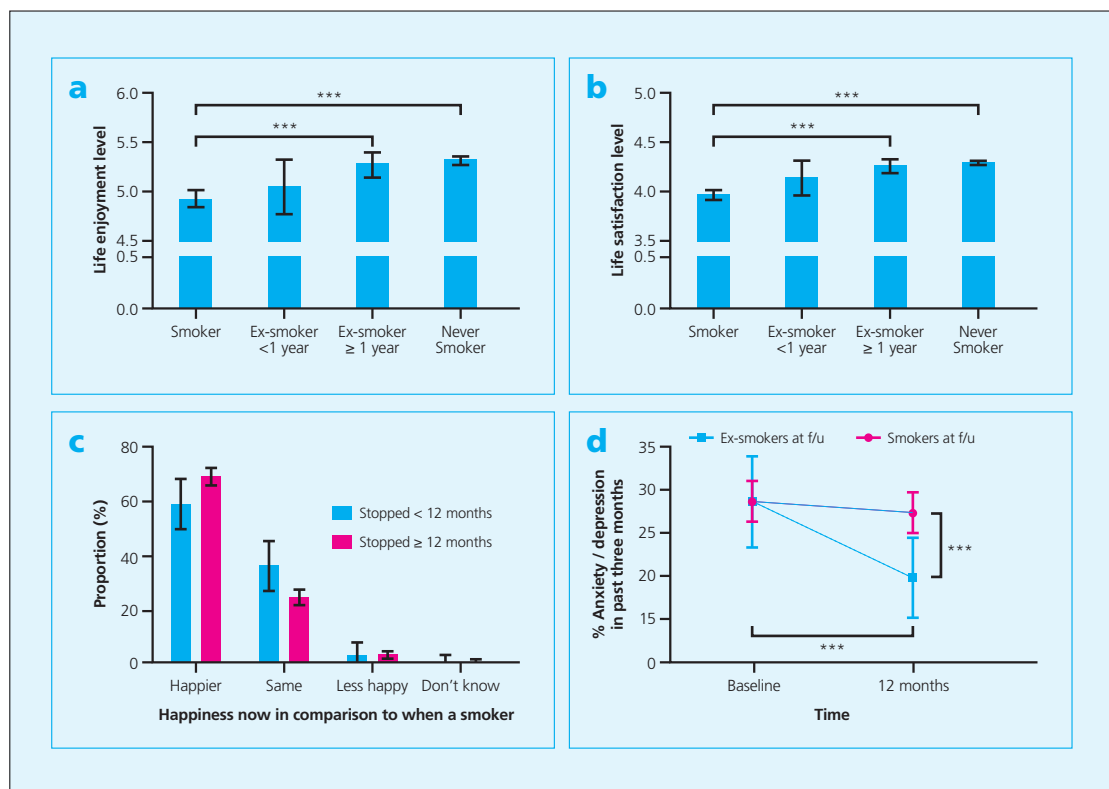 a
6.0
5.5
5.0
4.5
0.5
0.0
Life enjoyment level
***
***
Smoker
Ex-smoker
<1 year
Ex-smoker
≥ 1 year
Never
Smoker
b
5.0
4.5
4.0
3.5
0.5
0.0
Life satisfaction level
***
***
Smoker
Ex-smoker
<1 year
Ex-smoker
≥ 1 year
Never
Smoker
c
80
60
40
20
0
Proportion (%)
Stopped < 12 months
Stopped ≥ 12 months
Happier
Same
Less happy
Don't know
Happiness now in comparison to when a smoker
d
Ex-smokers at f/u
Smokers at f/u
35
30
25
20
15
0
% Anxiety / depression
in past three months
***
***
Baseline
12 months
Time